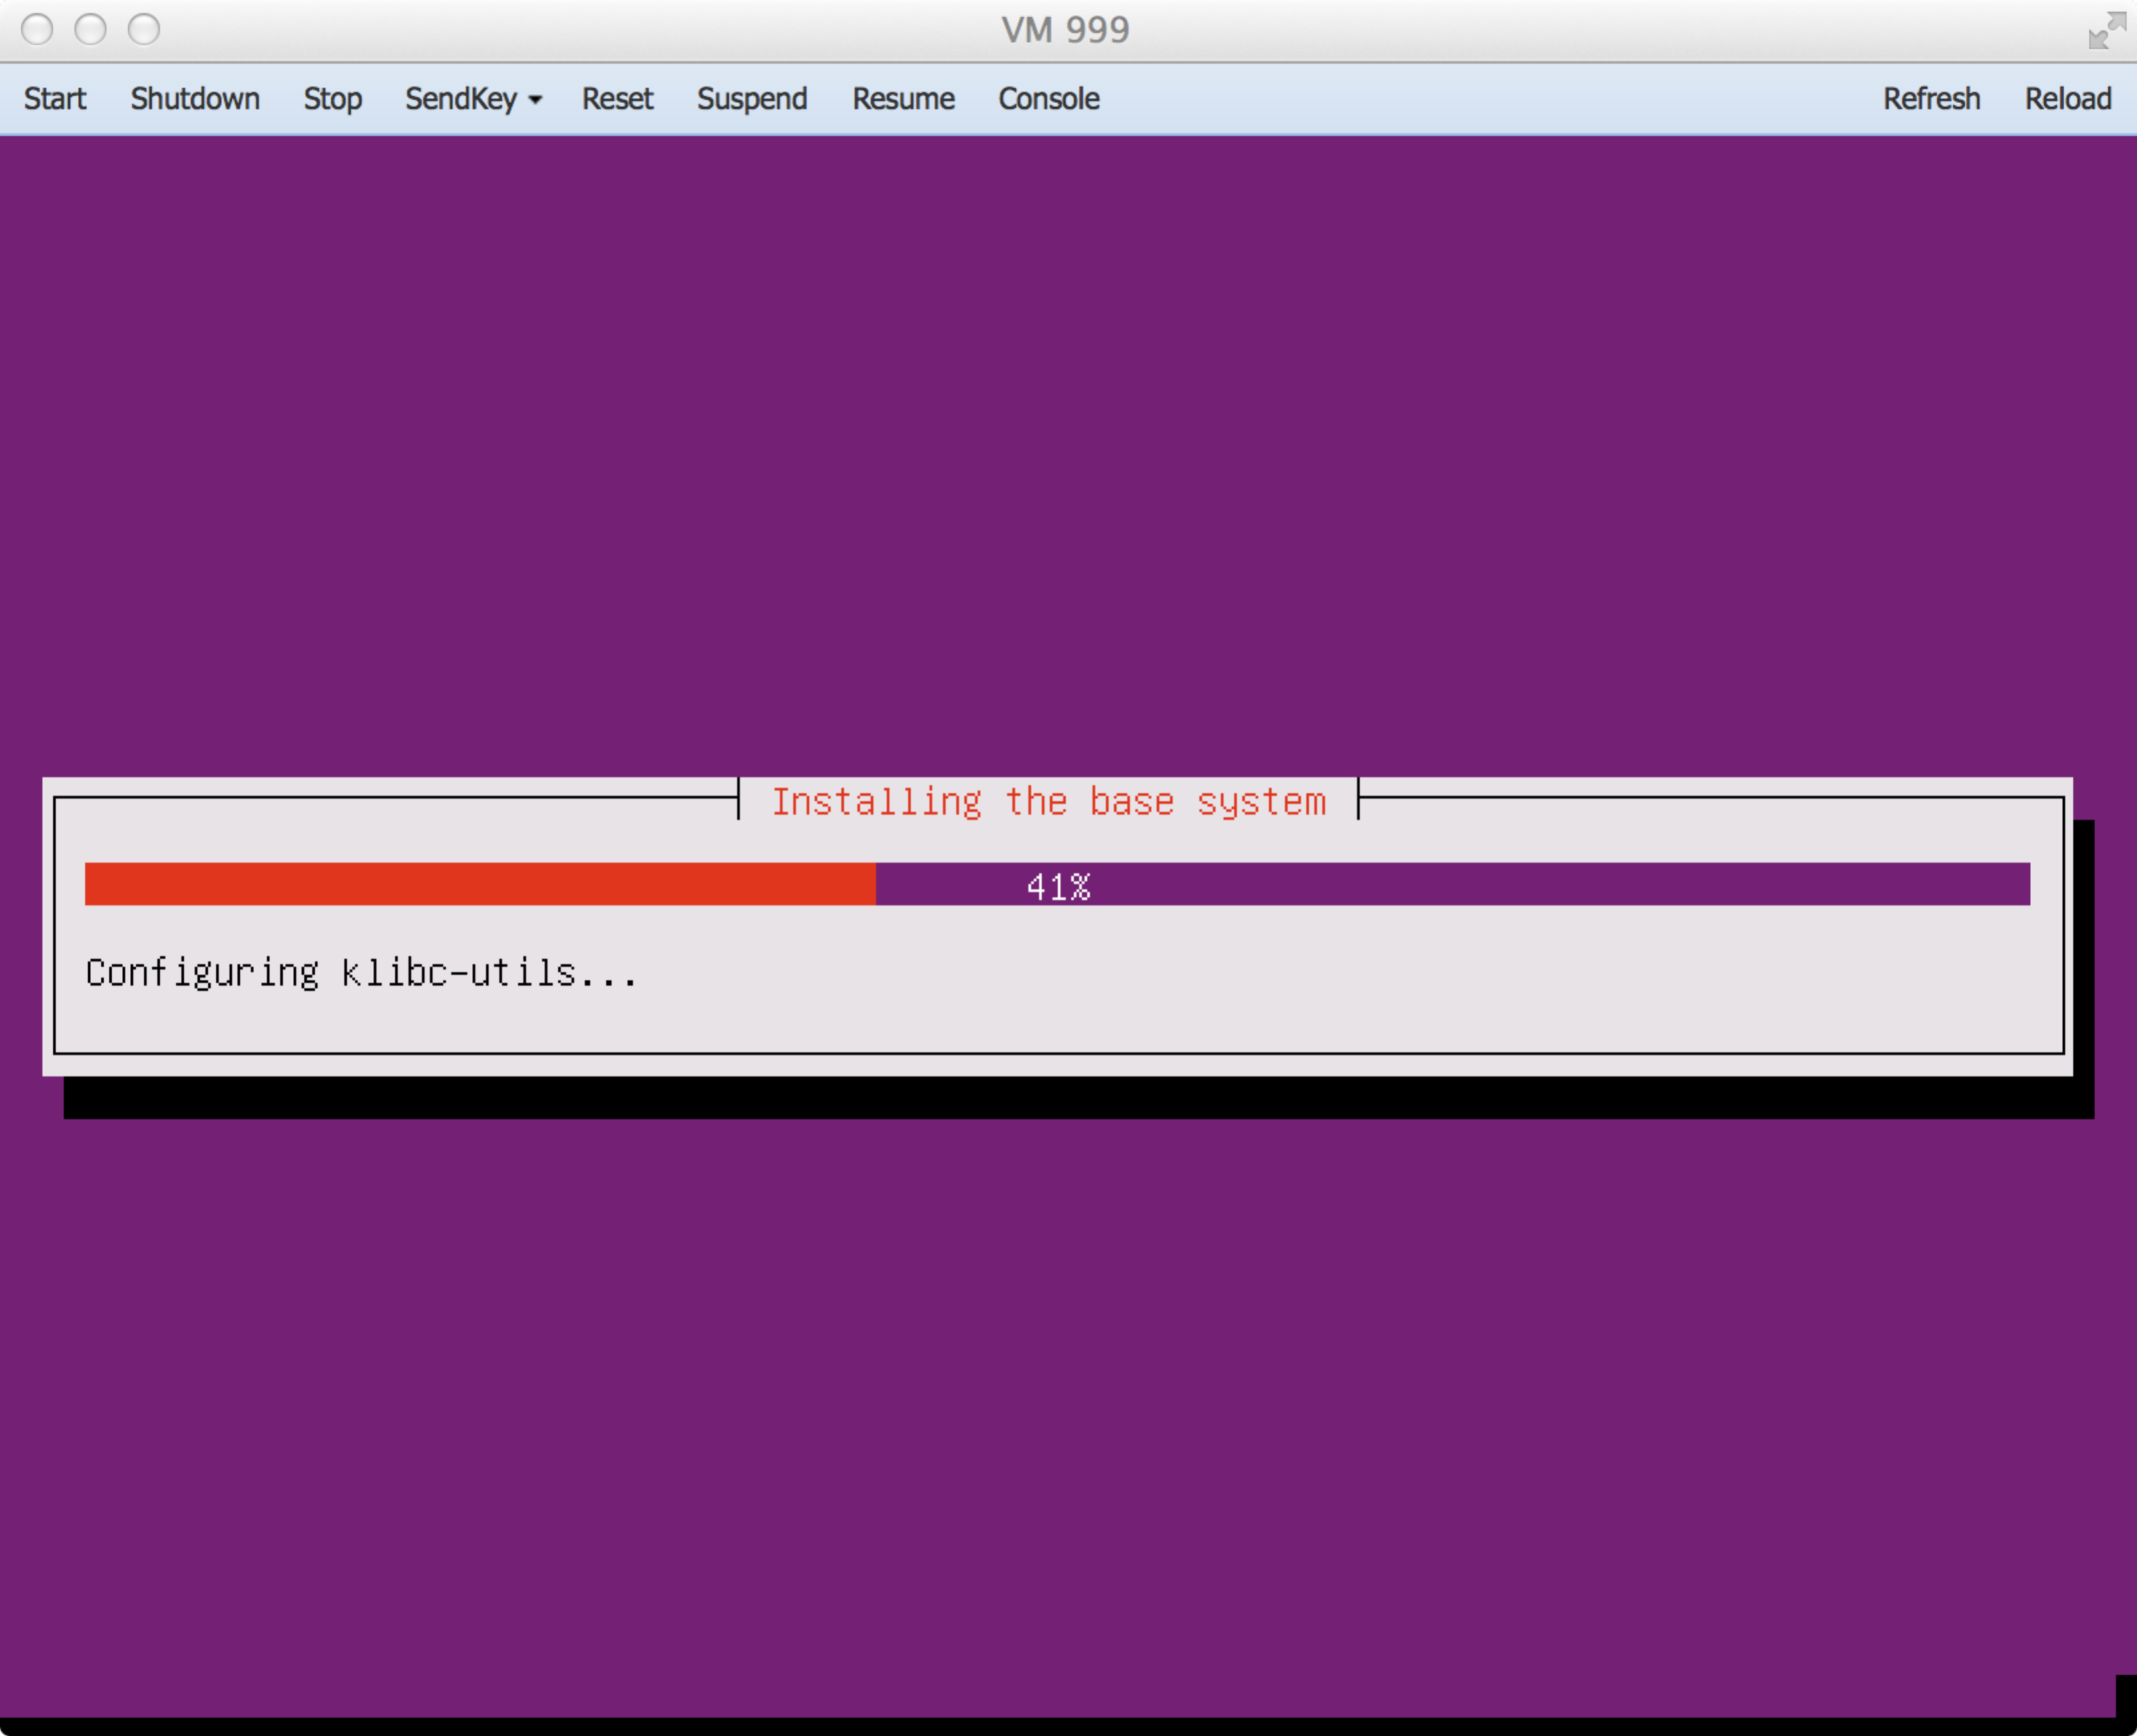 VM 999
Start Shutdown Stop SendKey Reset Suspend Resume Console Refresh Reload
Installing the base system
41%
Configuring klibc-utils...